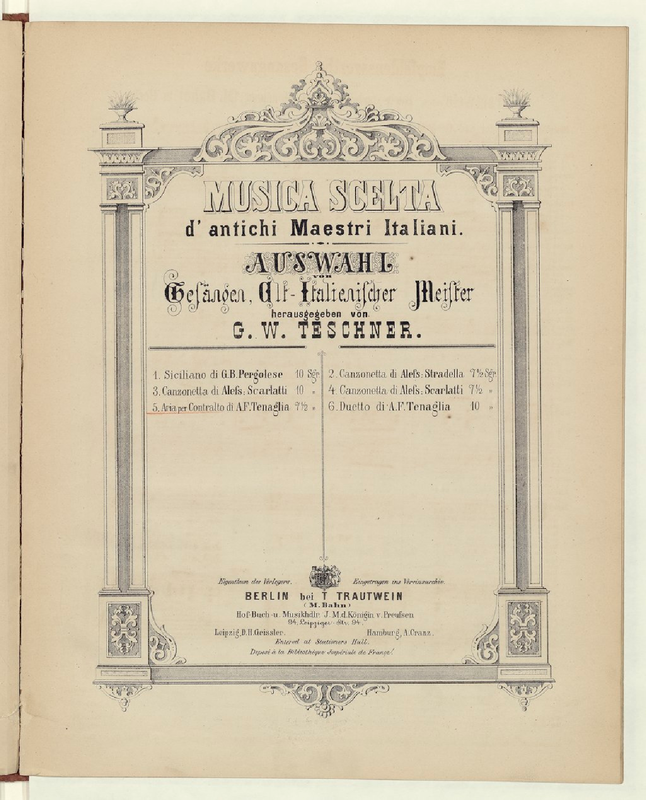 MUSICA SCELTA
d' antichi Maestri Italiani.
AUSWAHL
von
Gesängen, Alt-Italienischer Meister
herausgegeben von
G. W. TESCHNER.
1. Siciliano di G.B. Pergolese 10 Sgr.
2. Canzonetta di Aless: Stradella 7½ Sgr.
3. Canzonetta di Aless: Scarlatti 10 "
4. Canzonetta di Aless: Scarlatti 7½ "
5. Aria per Contralto di A.F. Tenaglia 7½ "
6. Duetto di A.F. Tenaglia 10 "
Eigenthum der Verleger. Eingetragen ins Vereinsarchiv.
BERLIN bei T TRAUTWEIN
(M. Bahn)
Hof-Buch-u. Musikhdlr. J. M. d. Königin v. Preußen
94, Leipziger-Str. 94.
Leipzig, B.H. Geissler. Hamburg, A. Cranz.
Enterd at Stationers Hall.
Déposé à la Bibliothèque Impériale de France!